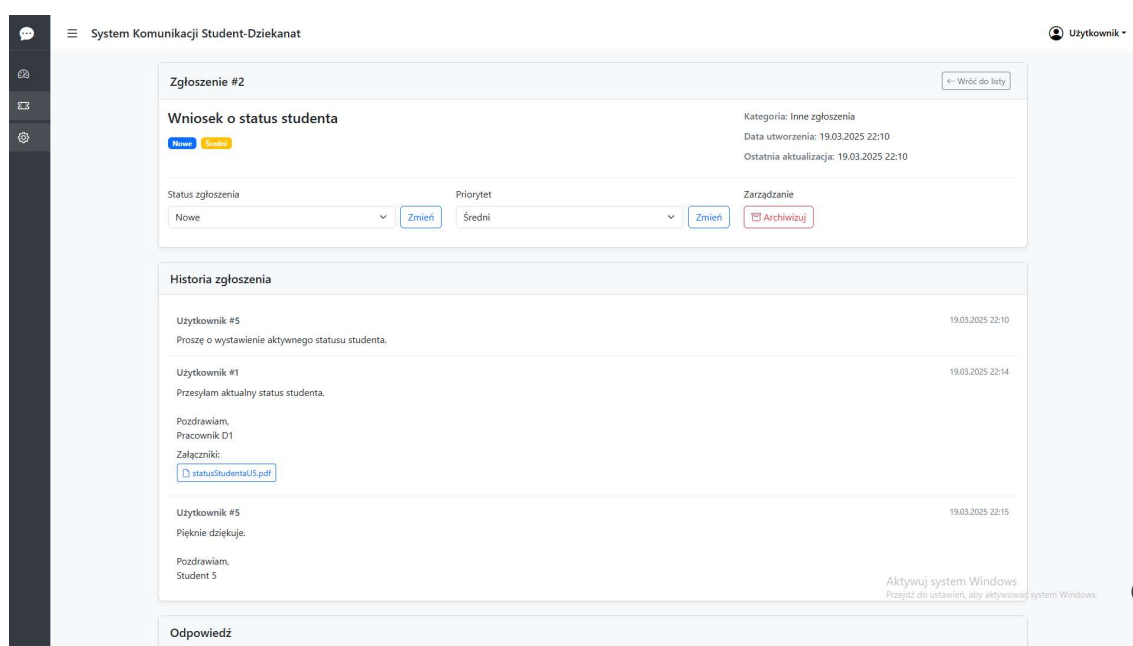 System Komunikacji Student-Dziekanat
Użytkownik
Zgłoszenie #2
← Wróć do listy
Wniosek o status studenta
Nowe Średni
Kategoria: Inne zgłoszenia
Data utworzenia: 19.03.2025 22:10
Ostatnia aktualizacja: 19.03.2025 22:10
Status zgłoszenia
Nowe
Zmień
Priorytet
Średni
Zmień
Zarządzanie
Archiwizuj
Historia zgłoszenia
Użytkownik #5 19.03.2025 22:10
Proszę o wystawienie aktywnego statusu studenta.
Użytkownik #1 19.03.2025 22:14
Przesyłam aktualny status studenta.
Pozdrawiam,
Pracownik D1
Załączniki:
statusStudentaU5.pdf
Użytkownik #5 19.03.2025 22:15
Pięknie dziękuje.
Pozdrawiam,
Student 5
Aktywuj system Windows
Przejdź do ustawień, aby aktywować system Windows.
Odpowiedź